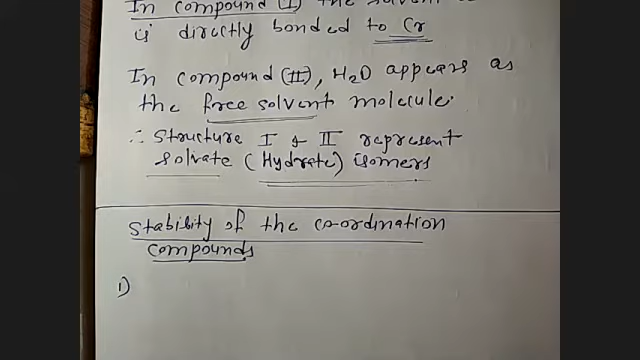 In compound (I) the solvent
is directly bonded to Cr
In compound (II), H₂O appears as
the free solvent molecule.
∴ Structure I & II represent
solvate (Hydrate) isomers
Stability of the co-ordination
compounds
1)